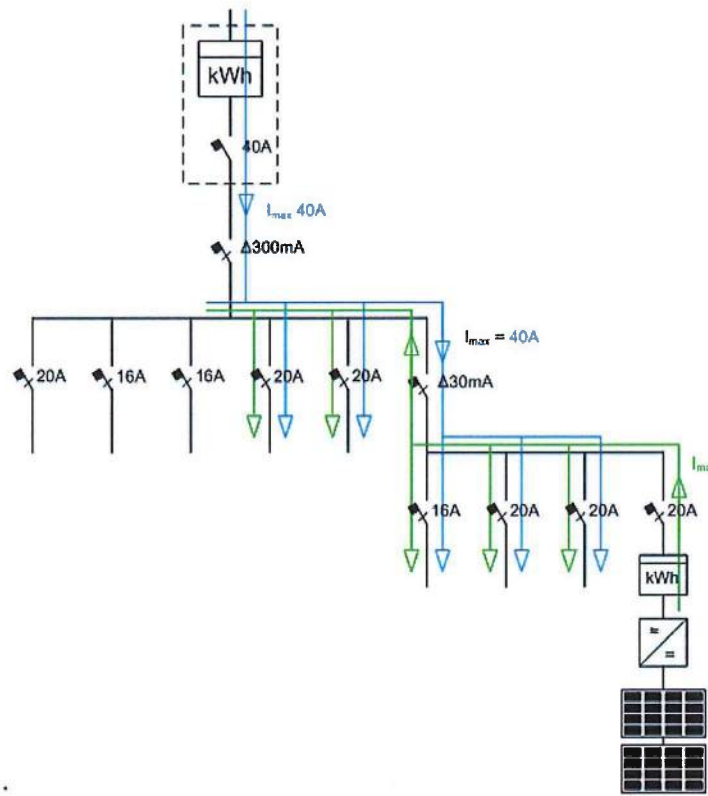 kWh
40A
Imax 40A
Δ300mA
Imax = 40A
20A 16A 16A 20A 20A Δ30mA
16A 20A 20A 20A
kWh